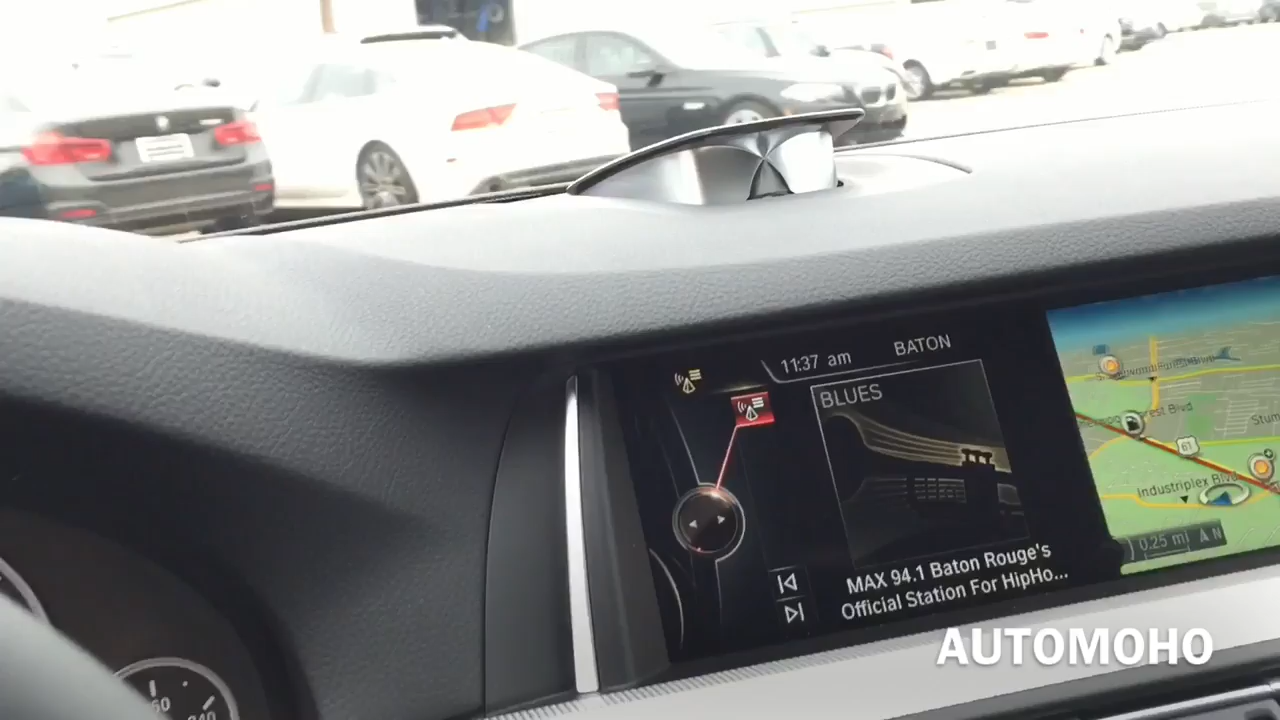 11:37 am
BATON
BLUES
MAX 94.1 Baton Rouge's
Official Station For HipHo...
61
Industriplex Blvd
0.25 mi
N
AUTOMOHO